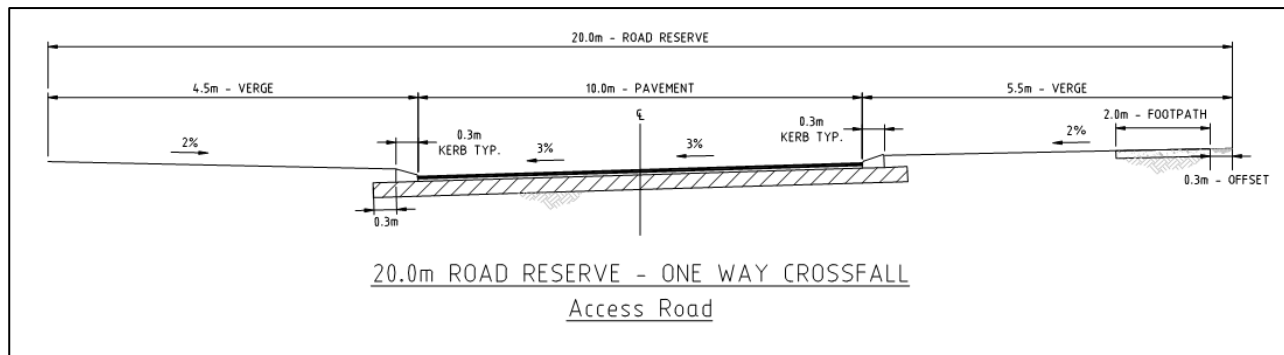 20.0m - ROAD RESERVE
4.5m - VERGE
10.0m - PAVEMENT
5.5m - VERGE
2.0m - FOOTPATH
℄
0.3m
KERB TYP.
0.3m
KERB TYP.
2%
3%
3%
2%
0.3m - OFFSET
0.3m
20.0m ROAD RESERVE - ONE WAY CROSSFALL
Access Road